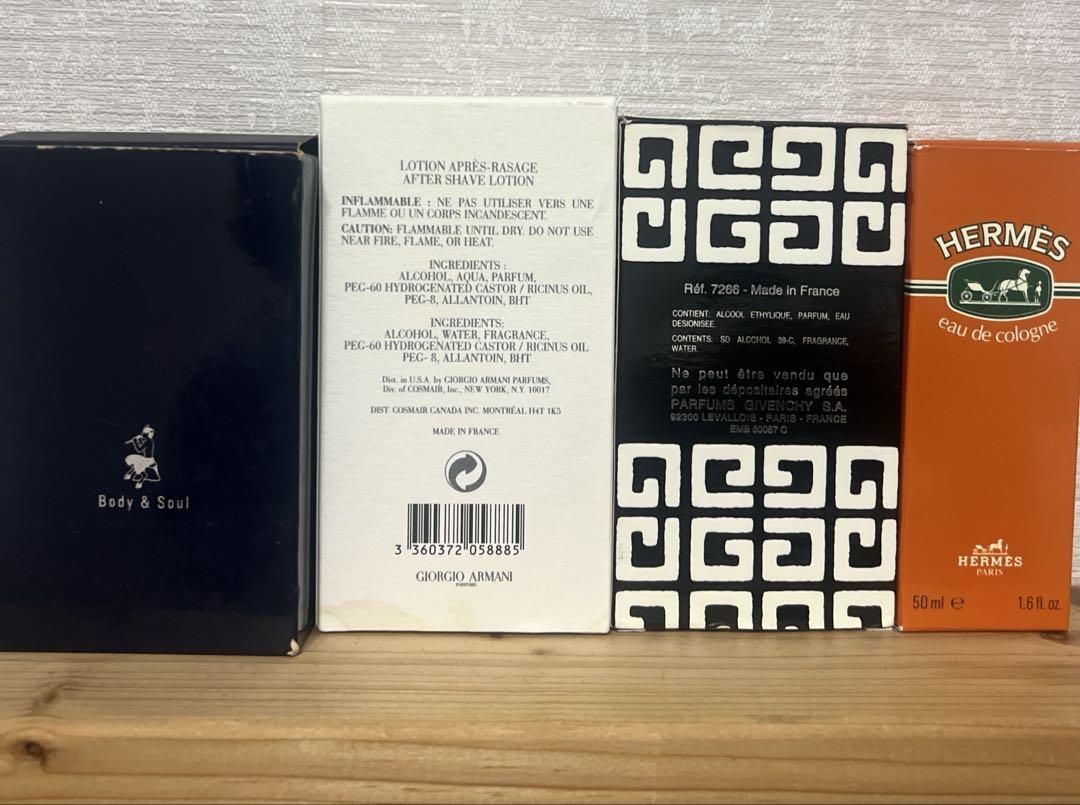 Body & Soul
LOTION APRÈS-RASAGE
AFTER SHAVE LOTION
INFLAMMABLE : NE PAS UTILISER VERS UNE
FLAMME OU UN CORPS INCANDESCENT.
CAUTION: FLAMMABLE UNTIL DRY. DO NOT USE
NEAR FIRE, FLAME, OR HEAT.
INGREDIENTS :
ALCOHOL, AQUA, PARFUM,
PEG-60 HYDROGENATED CASTOR / RICINUS OIL,
PEG-8, ALLANTOIN, BHT
INGREDIENTS:
ALCOHOL, WATER, FRAGRANCE,
PEG-60 HYDROGENATED CASTOR / RICINUS OIL
PEG- 8, ALLANTOIN, BHT
Dist. in U.S.A. by GIORGIO ARMANI PARFUMS,
Div. of COSMAIR, Inc., NEW YORK, N.Y. 10017
DIST. COSMAIR CANADA INC. MONTRÉAL H4T 1K5
MADE IN FRANCE
3 360372 058885
GIORGIO ARMANI
PARFUMS
Réf. 7266 - Made in France
CONTIENT: ALCOOL ETHYLIQUE, PARFUM, EAU
DESIONISEE.
CONTENTS: SD ALCOHOL 39-C, FRAGRANCE,
WATER.
Ne peut être vendu que
par les dépositaires agréés
PARFUMS GIVENCHY S.A.
92300 LEVALLOIS - PARIS - FRANCE
EMB 60057 C
HERMÈS
eau de cologne
HERMÈS
PARIS
50 ml e
1.6 fl. oz.